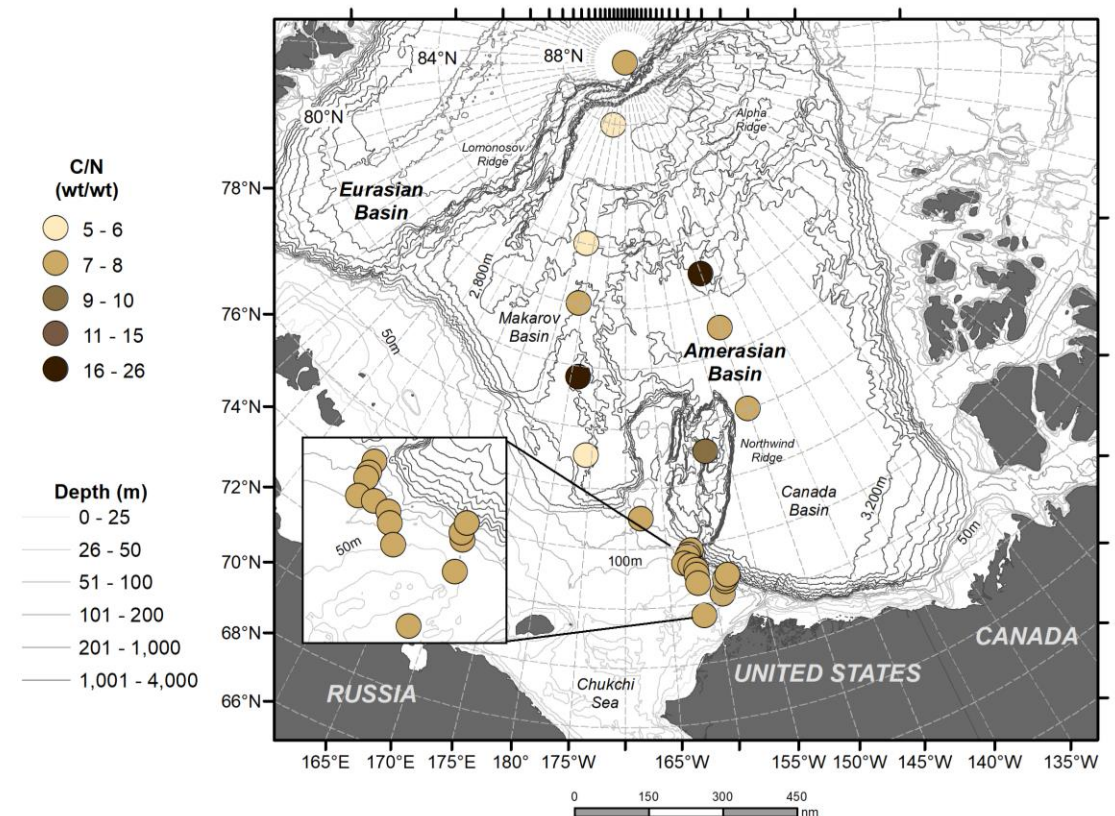 C/N
(wt/wt)
5 - 6
7 - 8
9 - 10
11 - 15
16 - 26
Depth (m)
0 - 25
26 - 50
51 - 100
101 - 200
201 - 1,000
1,001 - 4,000
84°N
88°N
80°N
78°N
76°N
74°N
72°N
70°N
68°N
66°N
Lomonosov
Ridge
Alpha
Ridge
Eurasian
Basin
2,800m
Makarov
Basin
50m
Amerasian
Basin
Northwind
Ridge
Canada
Basin
3,200m
50m
100m
50m
RUSSIA
Chukchi
Sea
UNITED STATES
CANADA
165°E 170°E 180° 175°W 165°W 155°W 150°W 145°W 140°W 135°W
0 150 300 450
nm